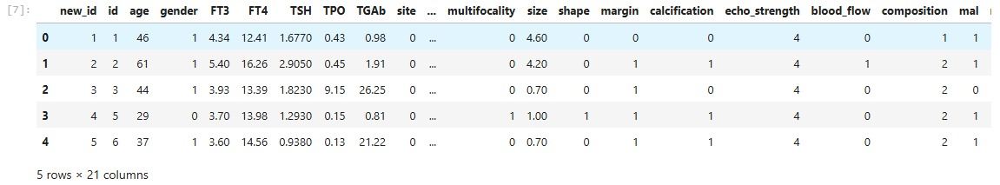 [7]: new_id id age gender FT3 FT4 TSH TPO TGAb site ... multifocality size shape margin calcification echo_strength blood_flow composition mal
0 1 1 46 1 4.34 12.41 1.6770 0.43 0.98 0 ... 0 4.60 0 0 0 4 0 1 1
1 2 2 61 1 5.40 16.26 2.9050 0.45 1.91 0 ... 0 4.20 0 1 1 4 1 2 1
2 3 3 44 1 3.93 13.39 1.8230 9.15 26.25 0 ... 0 0.70 0 1 0 4 0 2 0
3 4 5 29 0 3.70 13.98 1.2930 0.15 0.81 0 ... 1 1.00 1 1 1 4 0 2 1
4 5 6 37 1 3.60 14.56 0.9380 0.13 21.22 0 ... 0 0.70 0 1 1 4 0 2 1
5 rows × 21 columns